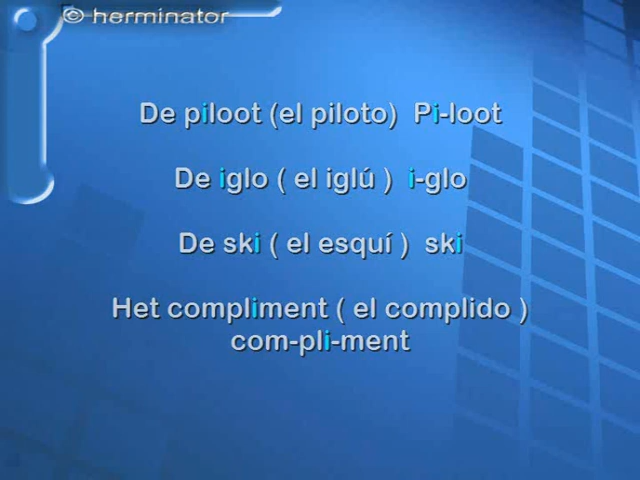 © herminator
De piloot (el piloto) Pi-loot
De iglo ( el iglú ) i-glo
De ski ( el esquí ) ski
Het compliment ( el complido )
com-pli-ment